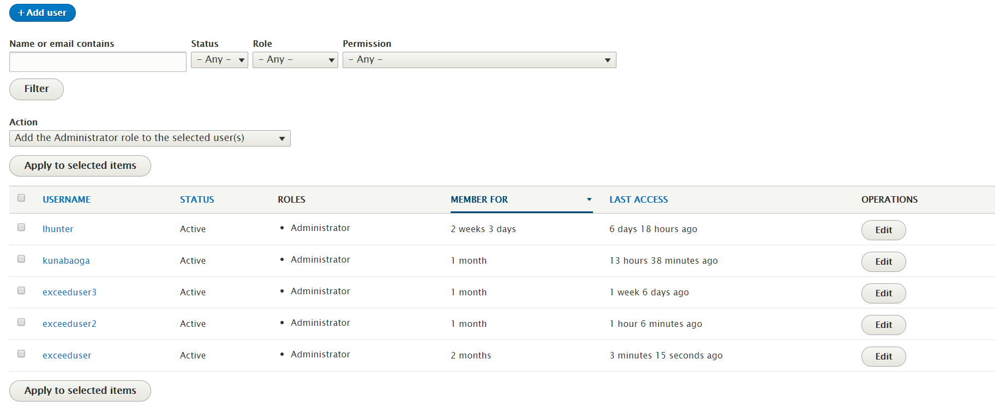 + Add user
Name or email contains Status Role Permission
- Any - - Any - - Any -
Filter
Action
Add the Administrator role to the selected user(s)
Apply to selected items
USERNAME STATUS ROLES MEMBER FOR LAST ACCESS OPERATIONS
lhunter Active • Administrator 2 weeks 3 days 6 days 18 hours ago Edit
kunabaoga Active • Administrator 1 month 13 hours 38 minutes ago Edit
exceeduser3 Active • Administrator 1 month 1 week 6 days ago Edit
exceeduser2 Active • Administrator 1 month 1 hour 6 minutes ago Edit
exceeduser Active • Administrator 2 months 3 minutes 15 seconds ago Edit
Apply to selected items